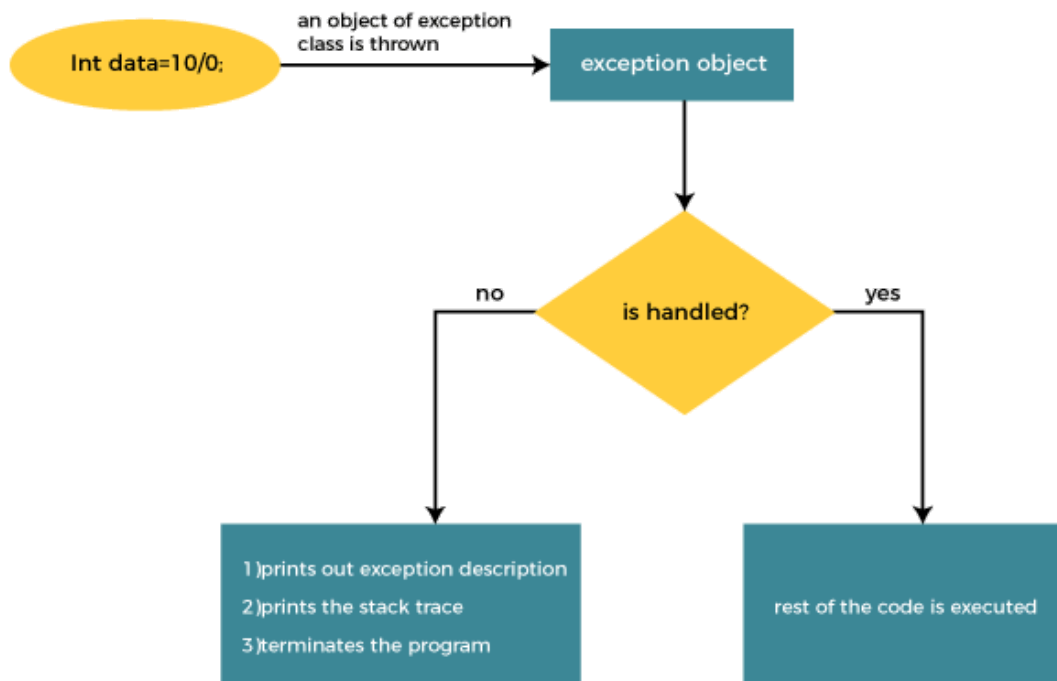 Int data=10/0;
an object of exception
class is thrown
exception object
is handled?
no
yes
1)prints out exception description
2)prints the stack trace
3)terminates the program
rest of the code is executed